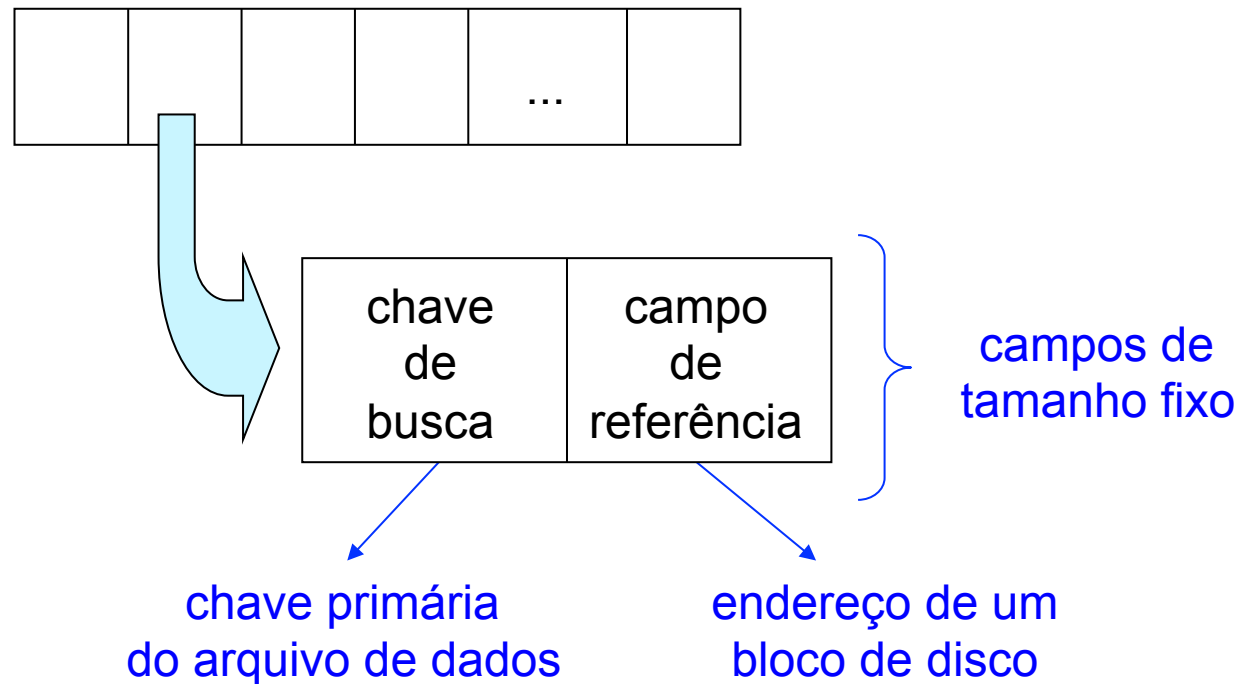 ...
chave
de
busca
campo
de
referência
campos de
tamanho fixo
chave primária
do arquivo de dados
endereço de um
bloco de disco